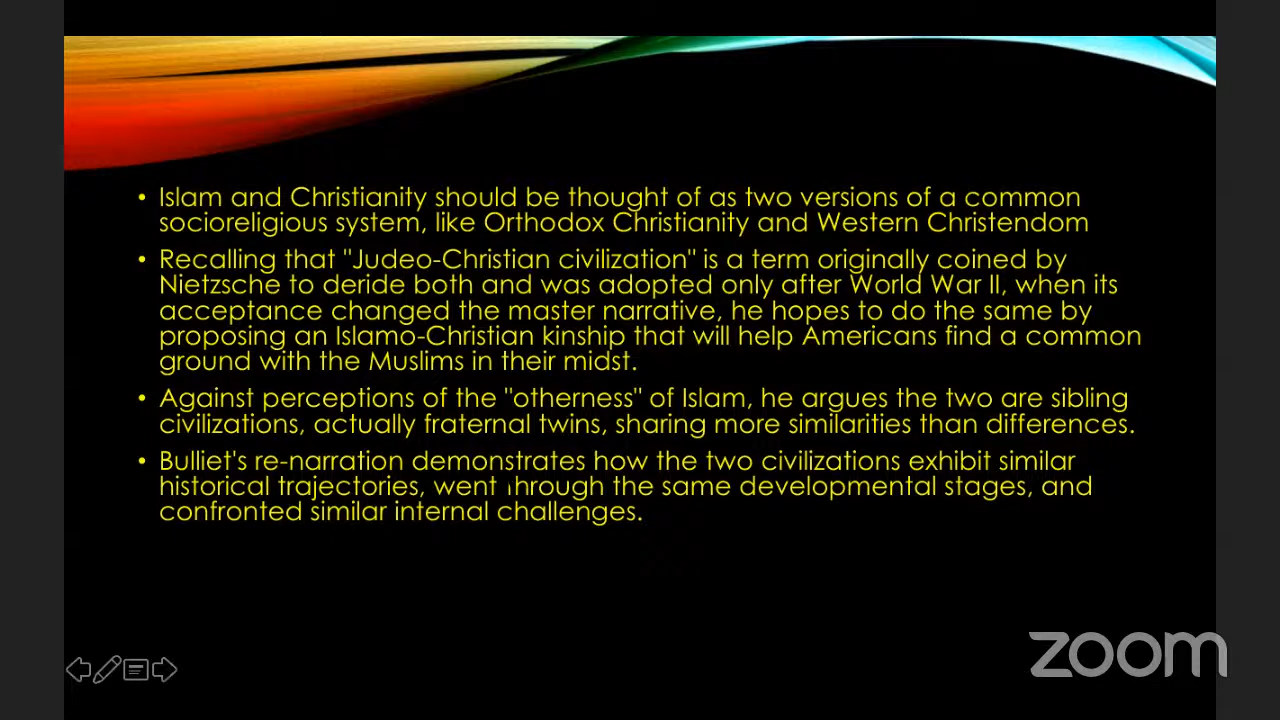 • Islam and Christianity should be thought of as two versions of a common
socioreligious system, like Orthodox Christianity and Western Christendom
• Recalling that "Judeo-Christian civilization" is a term originally coined by
Nietzsche to deride both and was adopted only after World War II, when its
acceptance changed the master narrative, he hopes to do the same by
proposing an Islamo-Christian kinship that will help Americans find a common
ground with the Muslims in their midst.
• Against perceptions of the "otherness" of Islam, he argues the two are sibling
civilizations, actually fraternal twins, sharing more similarities than differences.
• Bulliet's re-narration demonstrates how the two civilizations exhibit similar
historical trajectories, went through the same developmental stages, and
confronted similar internal challenges.
zoom